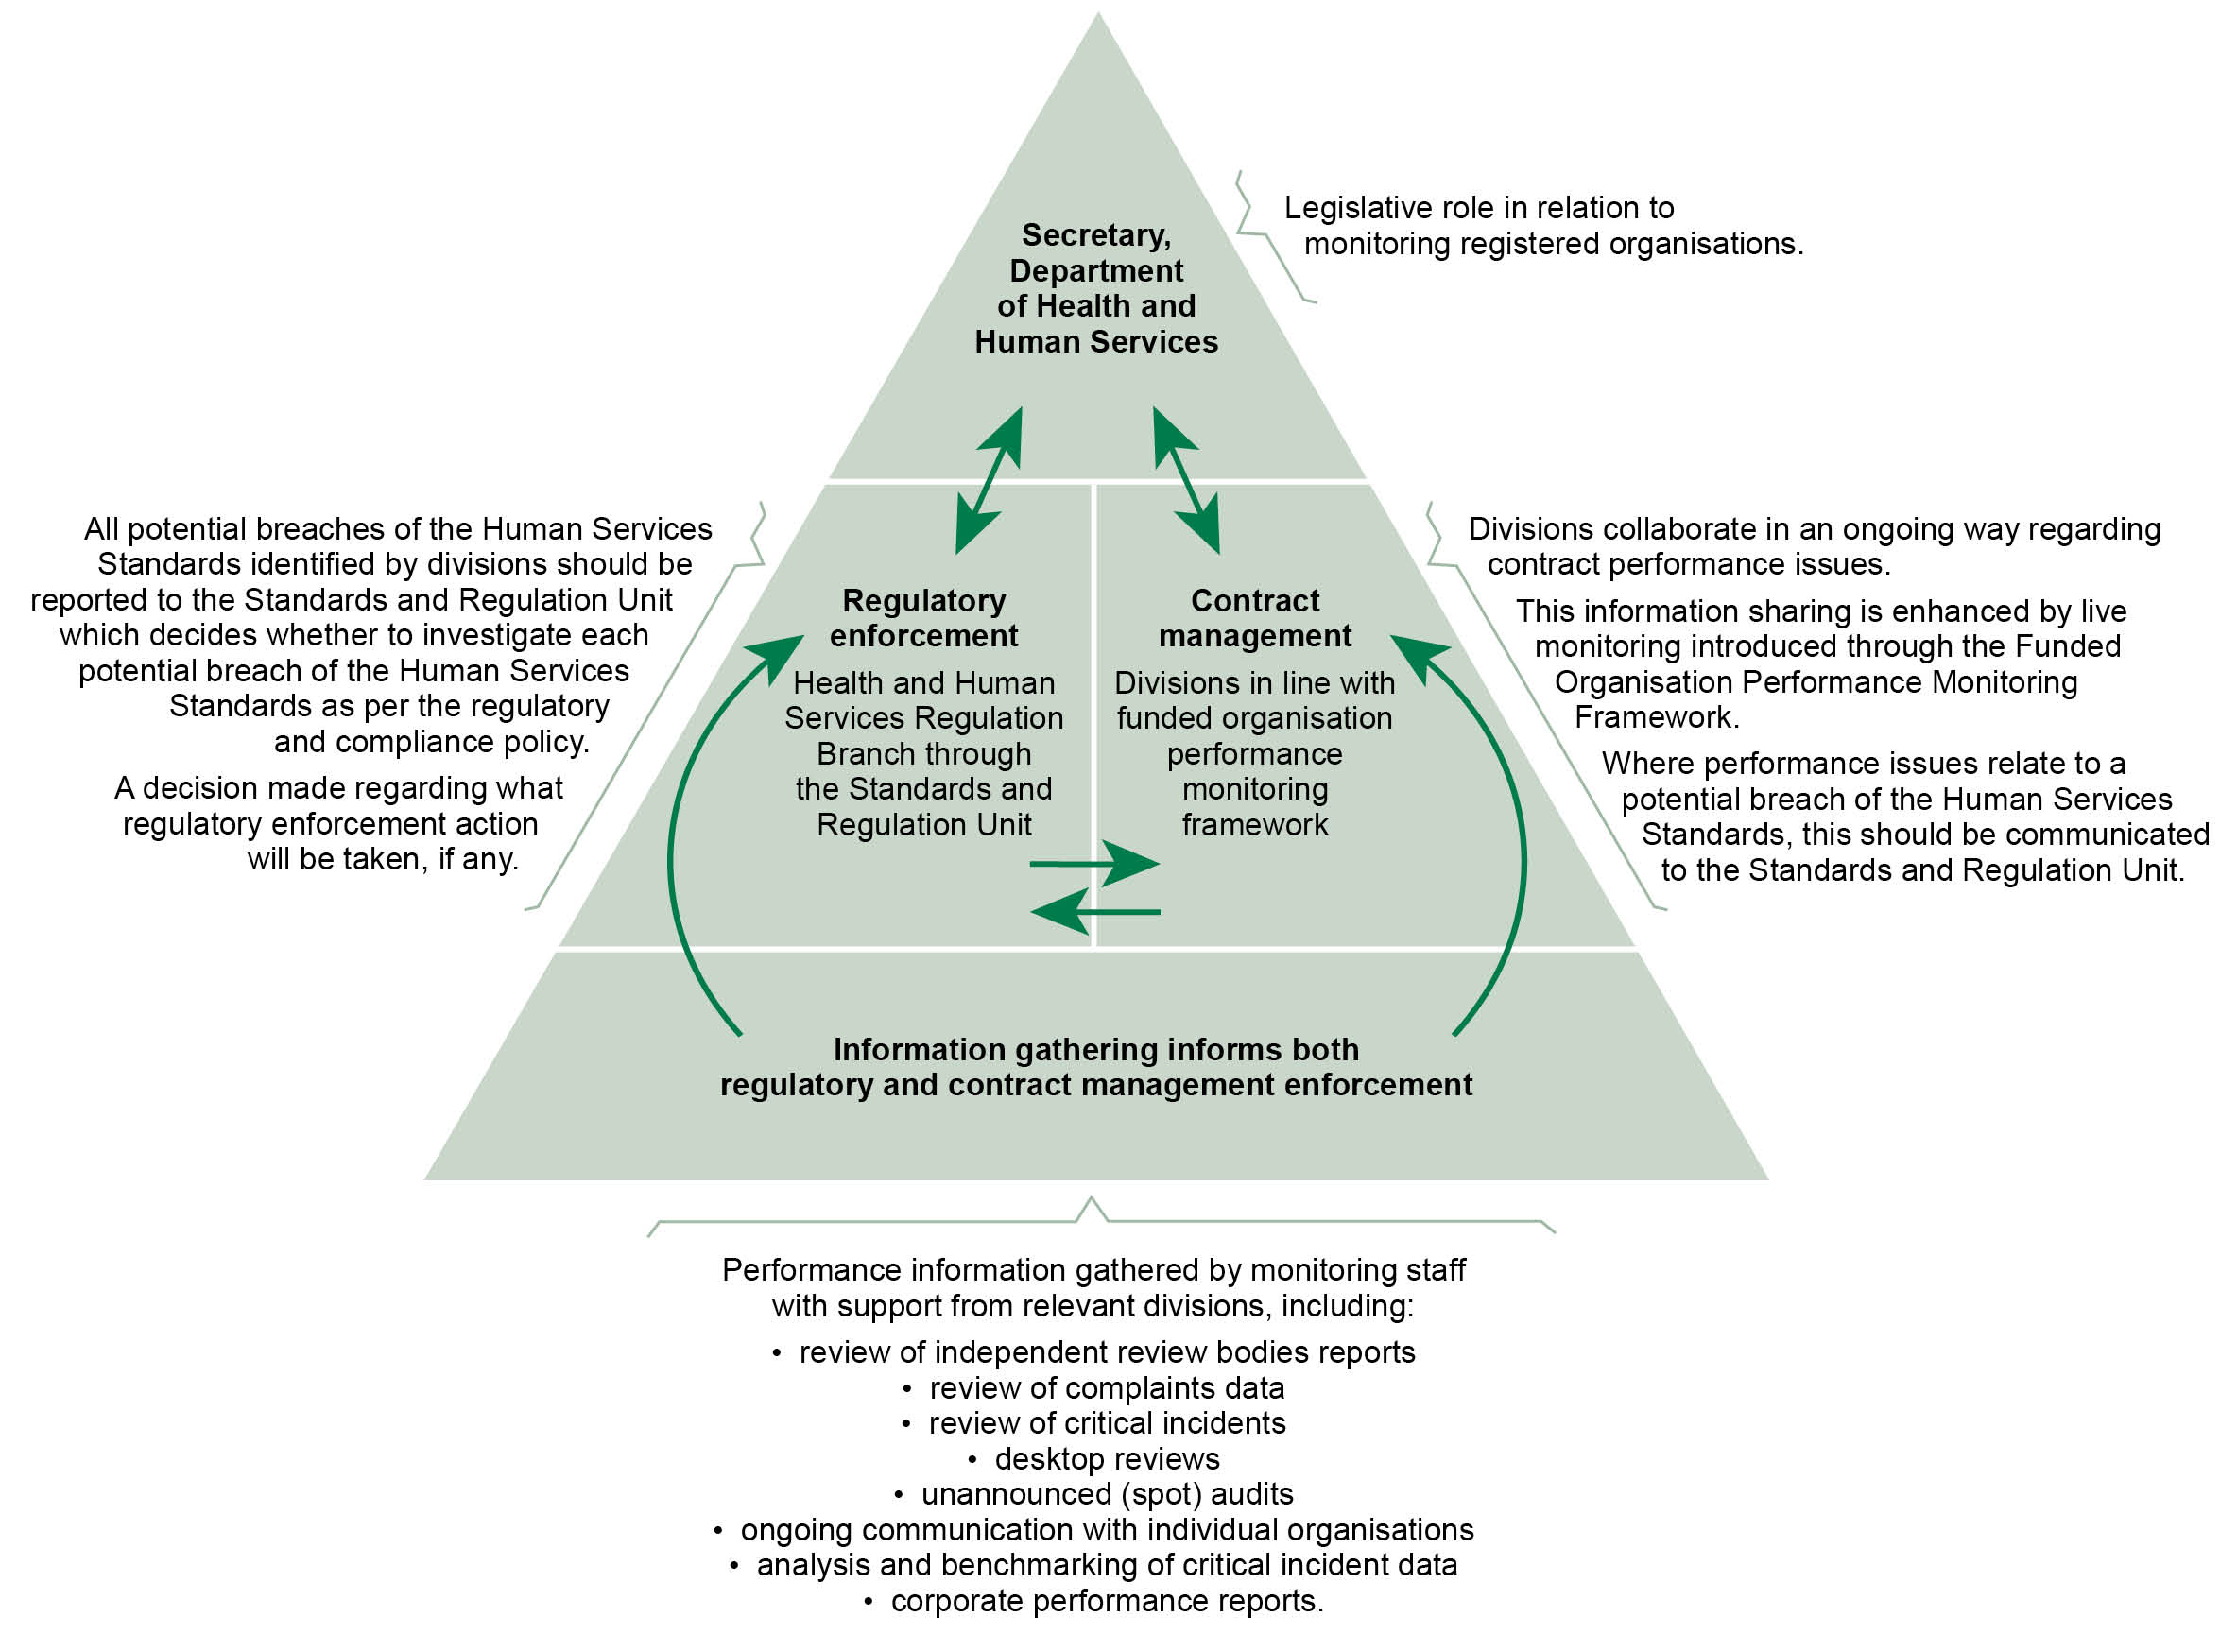 Secretary,
Department
of Health and
Human Services
Legislative role in relation to
monitoring registered organisations.
All potential breaches of the Human Services
Standards identified by divisions should be
reported to the Standards and Regulation Unit
which decides whether to investigate each
potential breach of the Human Services
Standards as per the regulatory
and compliance policy.
A decision made regarding what
regulatory enforcement action
will be taken, if any.
Regulatory
enforcement
Health and Human
Services Regulation
Branch through
the Standards and
Regulation Unit
Contract
management
Divisions in line with
funded organisation
performance
monitoring
framework
Divisions collaborate in an ongoing way regarding
contract performance issues.
This information sharing is enhanced by live
monitoring introduced through the Funded
Organisation Performance Monitoring
Framework.
Where performance issues relate to a
potential breach of the Human Services
Standards, this should be communicated
to the Standards and Regulation Unit.
Information gathering informs both
regulatory and contract management enforcement
Performance information gathered by monitoring staff
with support from relevant divisions, including:
• review of independent review bodies reports
• review of complaints data
• review of critical incidents
• desktop reviews
• unannounced (spot) audits
• ongoing communication with individual organisations
• analysis and benchmarking of critical incident data
• corporate performance reports.